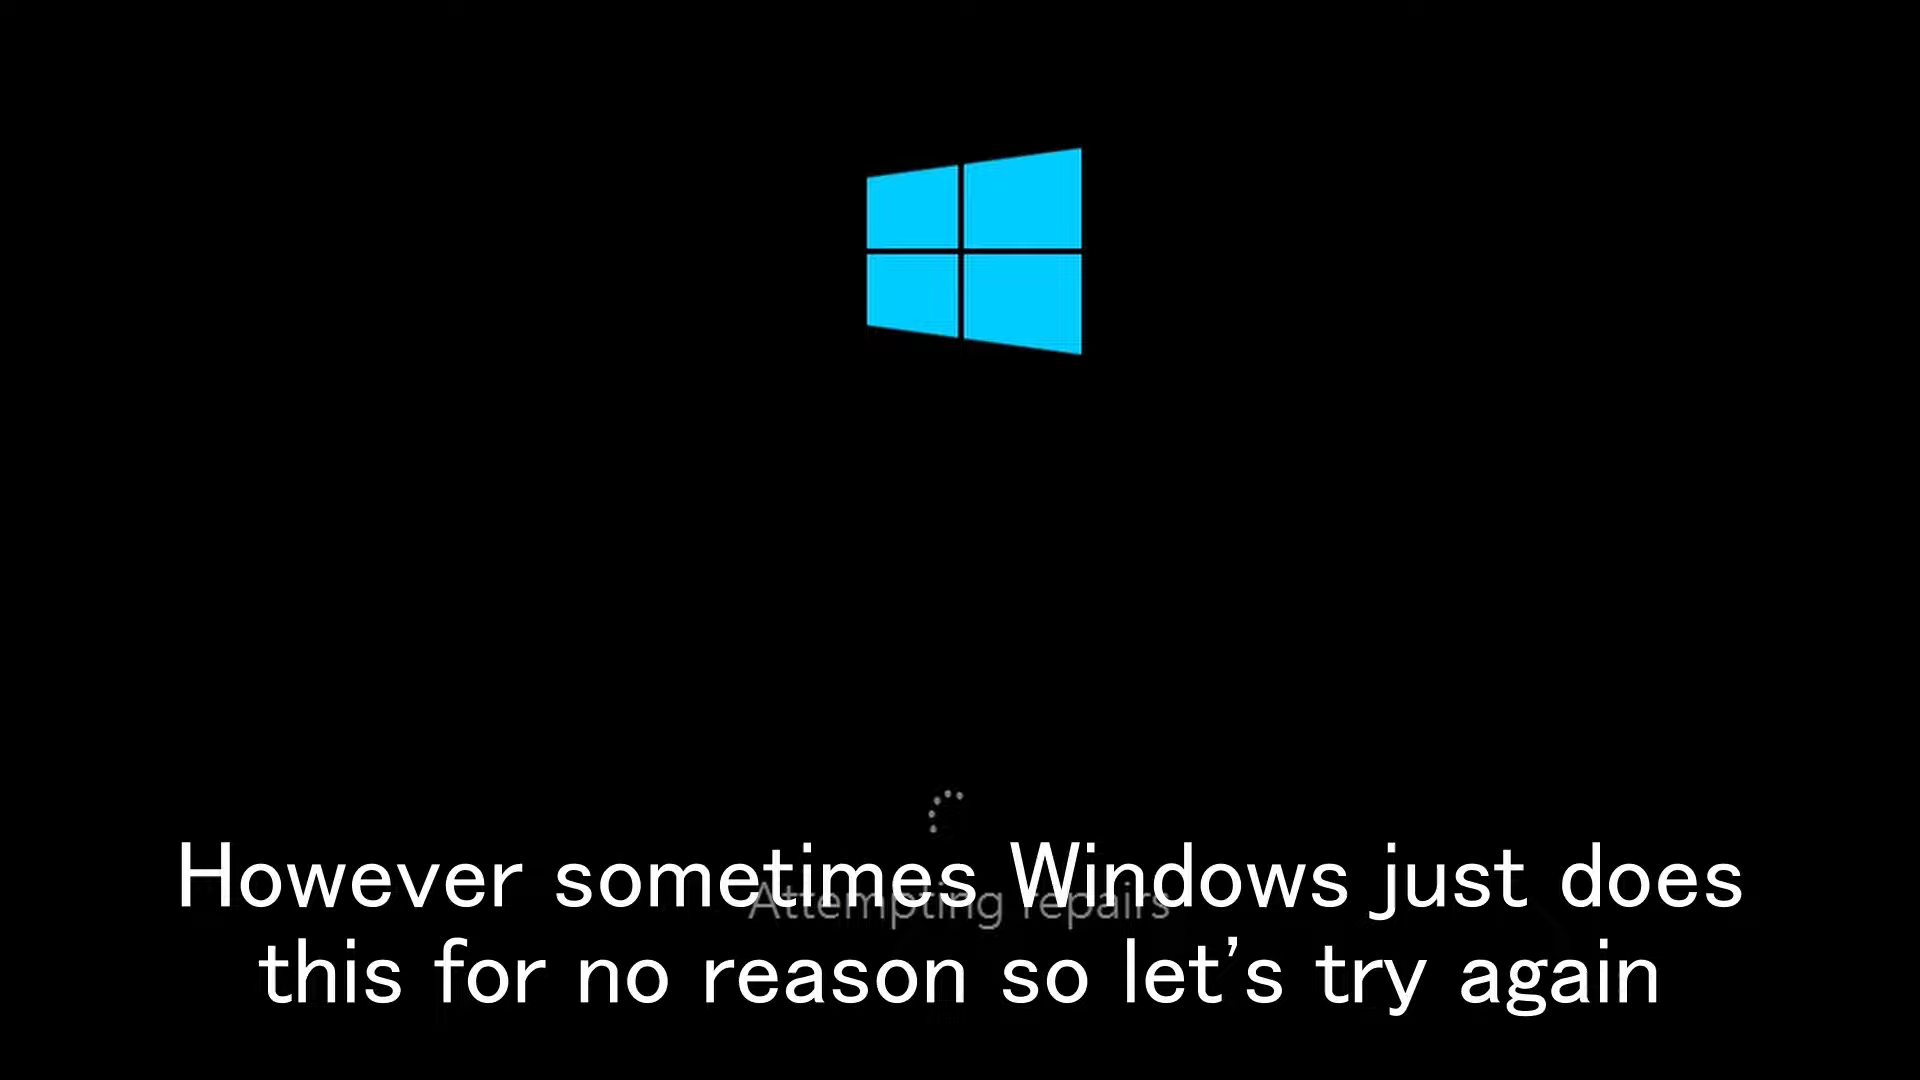 Attempting repairs
However sometimes Windows just does
this for no reason so let's try again